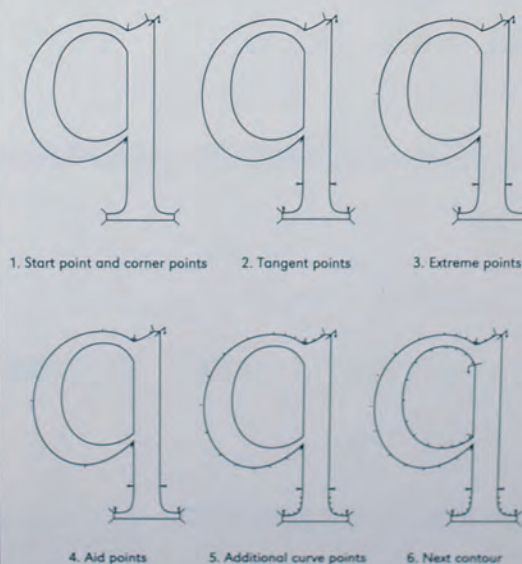 q q q
1. Start point and corner points 2. Tangent points 3. Extreme points
q q q
4. Aid points 5. Additional curve points 6. Next contour